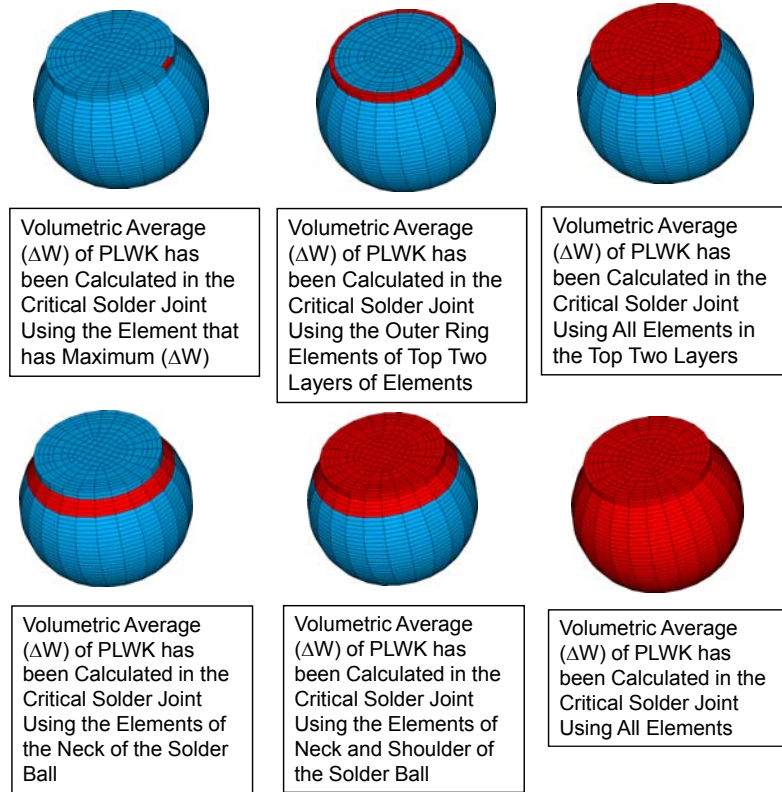 Volumetric Average
(ΔW) of PLWK has
been Calculated in the
Critical Solder Joint
Using the Element that
has Maximum (ΔW)
Volumetric Average
(ΔW) of PLWK has
been Calculated in the
Critical Solder Joint
Using the Outer Ring
Elements of Top Two
Layers of Elements
Volumetric Average
(ΔW) of PLWK has
been Calculated in the
Critical Solder Joint
Using All Elements in
the Top Two Layers
Volumetric Average
(ΔW) of PLWK has
been Calculated in the
Critical Solder Joint
Using the Elements of
the Neck of the Solder
Ball
Volumetric Average
(ΔW) of PLWK has
been Calculated in the
Critical Solder Joint
Using the Elements of
Neck and Shoulder of
the Solder Ball
Volumetric Average
(ΔW) of PLWK has
been Calculated in the
Critical Solder Joint
Using All Elements